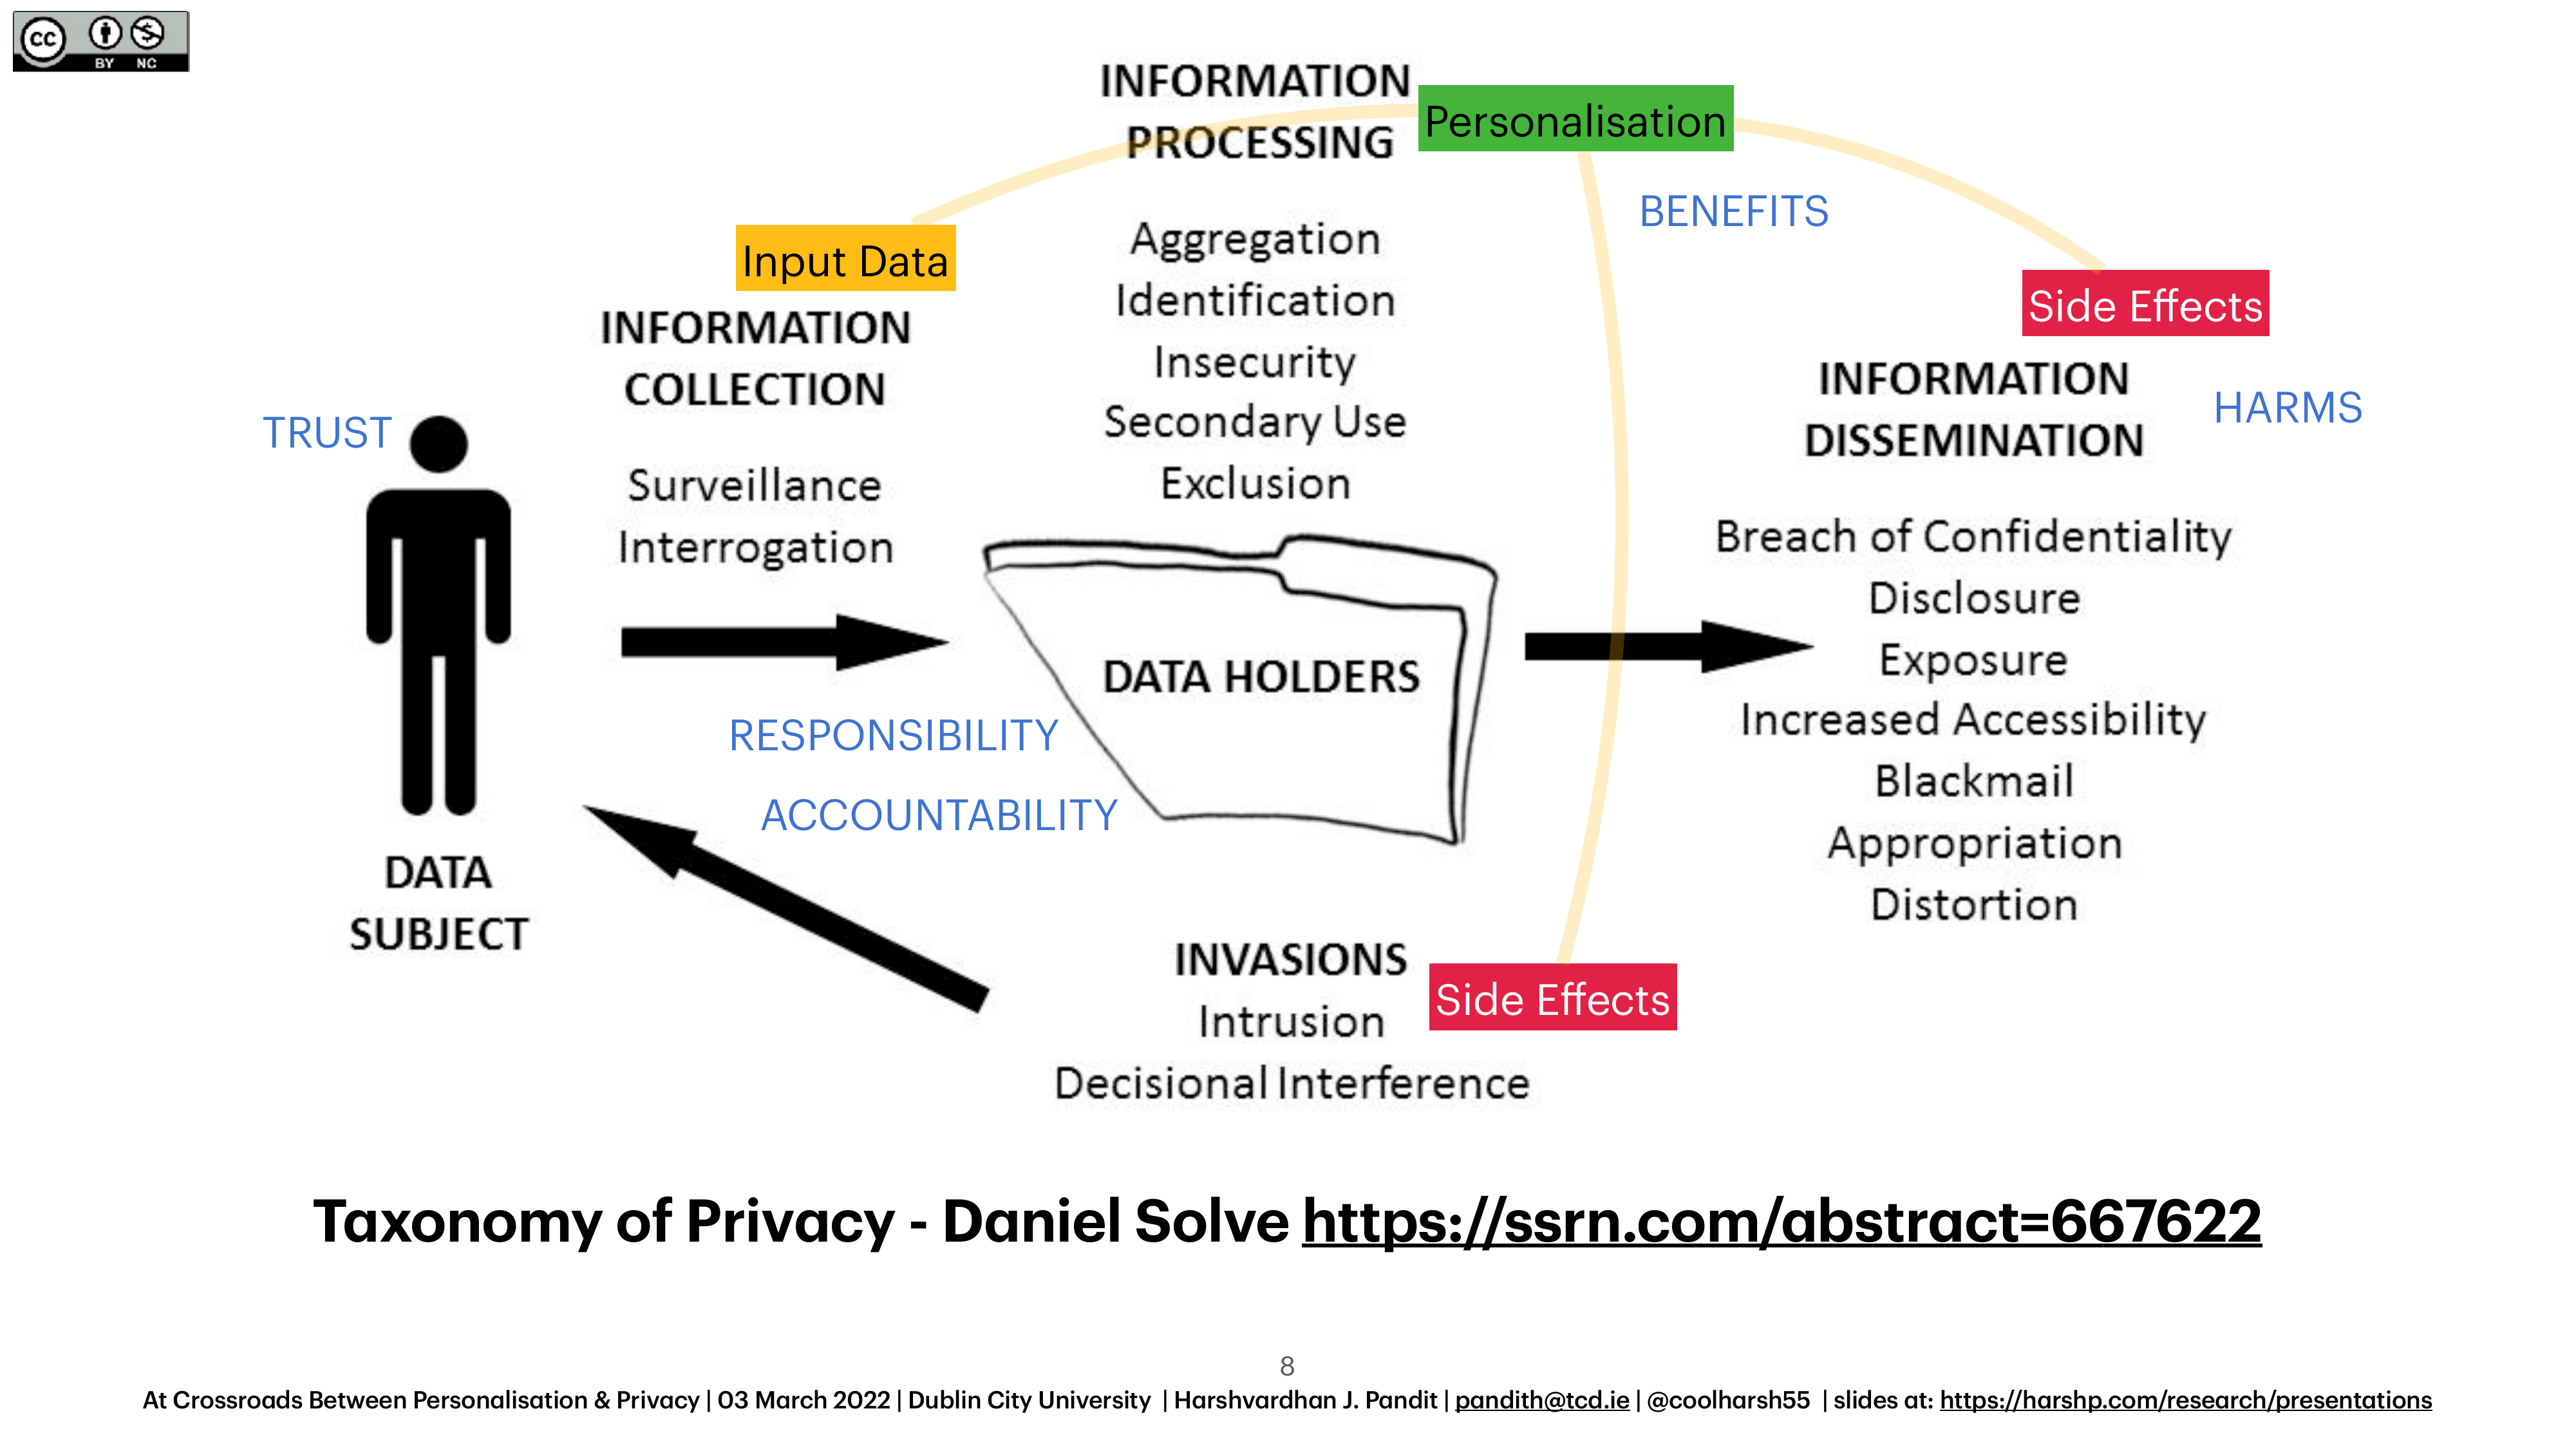 cc
BY NC
INFORMATION
PROCESSING
Personalisation
Aggregation
Identification
Insecurity
Secondary Use
Exclusion
BENEFITS
Input Data
INFORMATION
COLLECTION
Surveillance
Interrogation
Side Effects
INFORMATION
DISSEMINATION
HARMS
Breach of Confidentiality
Disclosure
Exposure
Increased Accessibility
Blackmail
Appropriation
Distortion
TRUST
DATA
SUBJECT
DATA HOLDERS
RESPONSIBILITY
ACCOUNTABILITY
INVASIONS
Intrusion
Decisional Interference
Side Effects
Taxonomy of Privacy - Daniel Solve https://ssrn.com/abstract=667622
8
At Crossroads Between Personalisation & Privacy | 03 March 2022 | Dublin City University | Harshvardhan J. Pandit | pandith@tcd.ie | @coolharsh55 | slides at: https://harshp.com/research/presentations